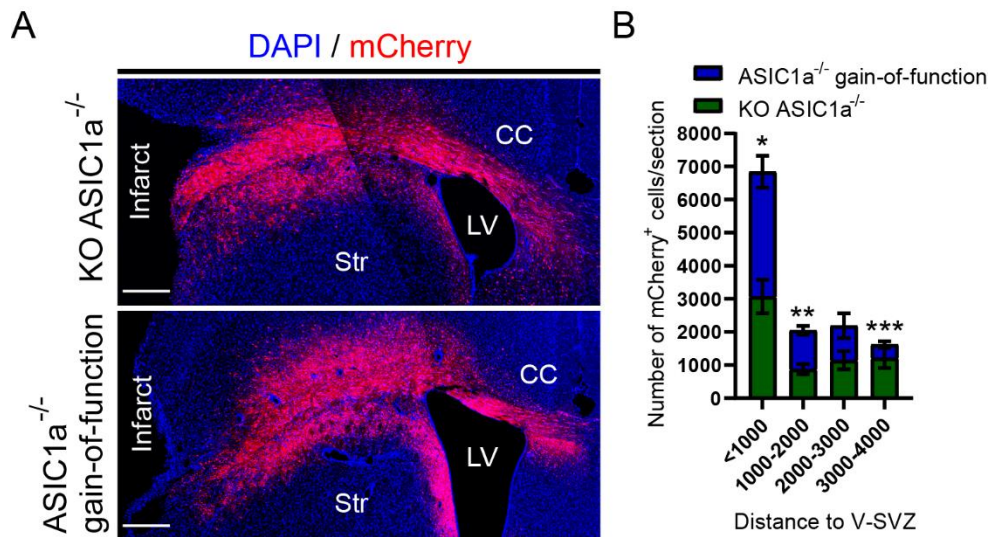 A
DAPI / mCherry
KO ASIC1a-/-
Infarct
CC
LV
Str
ASIC1a-/-
gain-of-function
Infarct
CC
LV
Str
B
ASIC1a-/- gain-of-function
KO ASIC1a-/-
Number of mCherry+ cells/section
8000
7000
6000
5000
4000
3000
2000
1000
0
*
**
***
<1000
1000-2000
2000-3000
3000-4000
Distance to V-SVZ